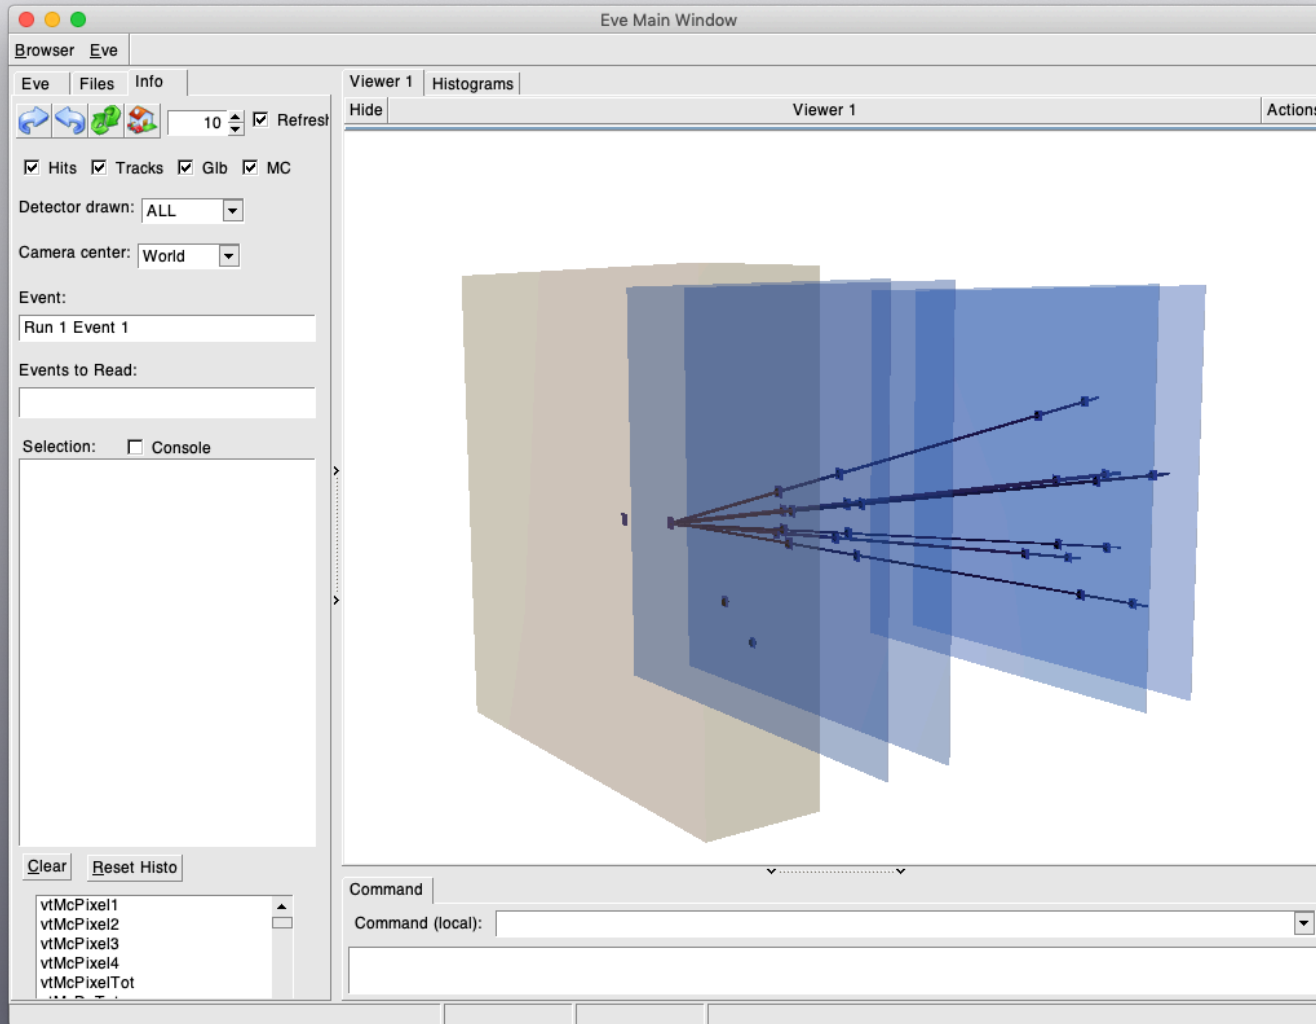 Eve Main Window
Browser Eve
Eve Files Info
10 Refresh
Hits Tracks Glb MC
Detector drawn: ALL
Camera center: World
Event:
Run 1 Event 1
Events to Read:
Selection: Console
Clear Reset Histo
vtMcPixel1
vtMcPixel2
vtMcPixel3
vtMcPixel4
vtMcPixelTot
Viewer 1 Histograms
Hide Viewer 1 Actions
Command
Command (local):